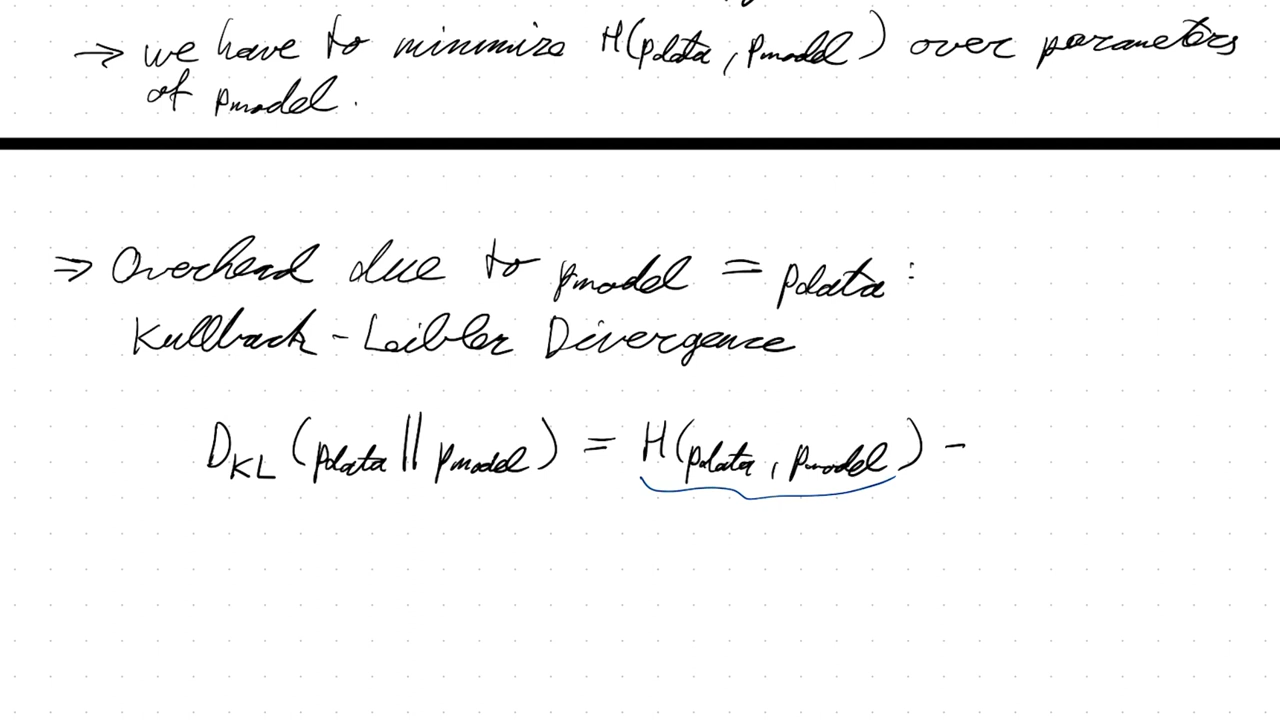 → we have to minimize H(pdata, pmodel) over parameters
of pmodel.
⇒ Overhead due to pmodel = pdata:
Kullback-Leibler Divergence
DKL (pdata || pmodel) = H(pdata, pmodel) -